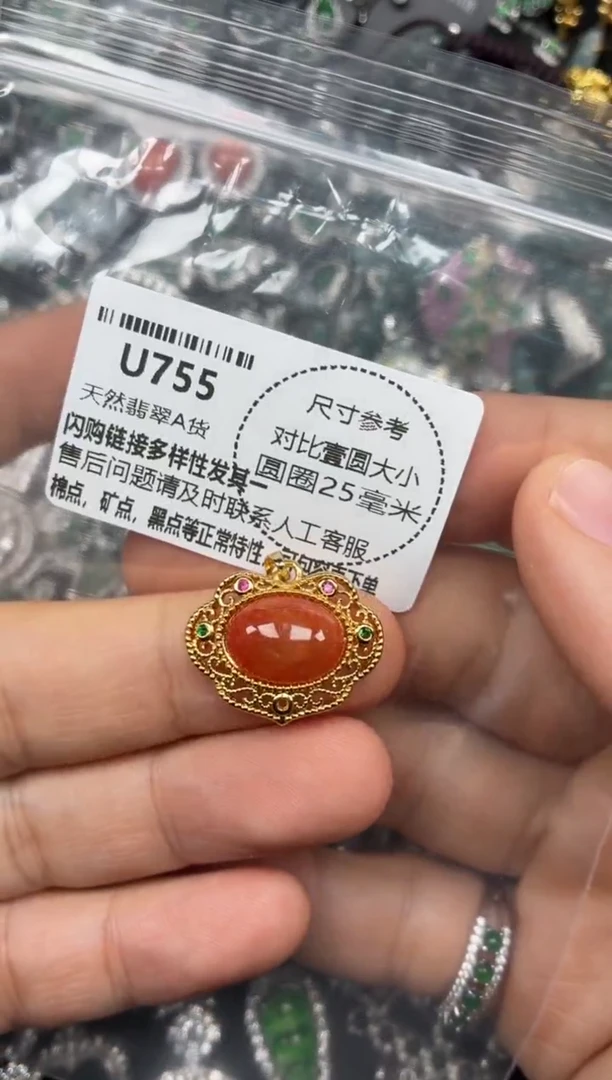 U755
天然翡翠A货
闪购链接多样性发其一
售后问题请及时联系人工客服
棉点，矿点，黑点等正常特性
下单
尺寸参考
对比壹圆大小
圆圈25毫米